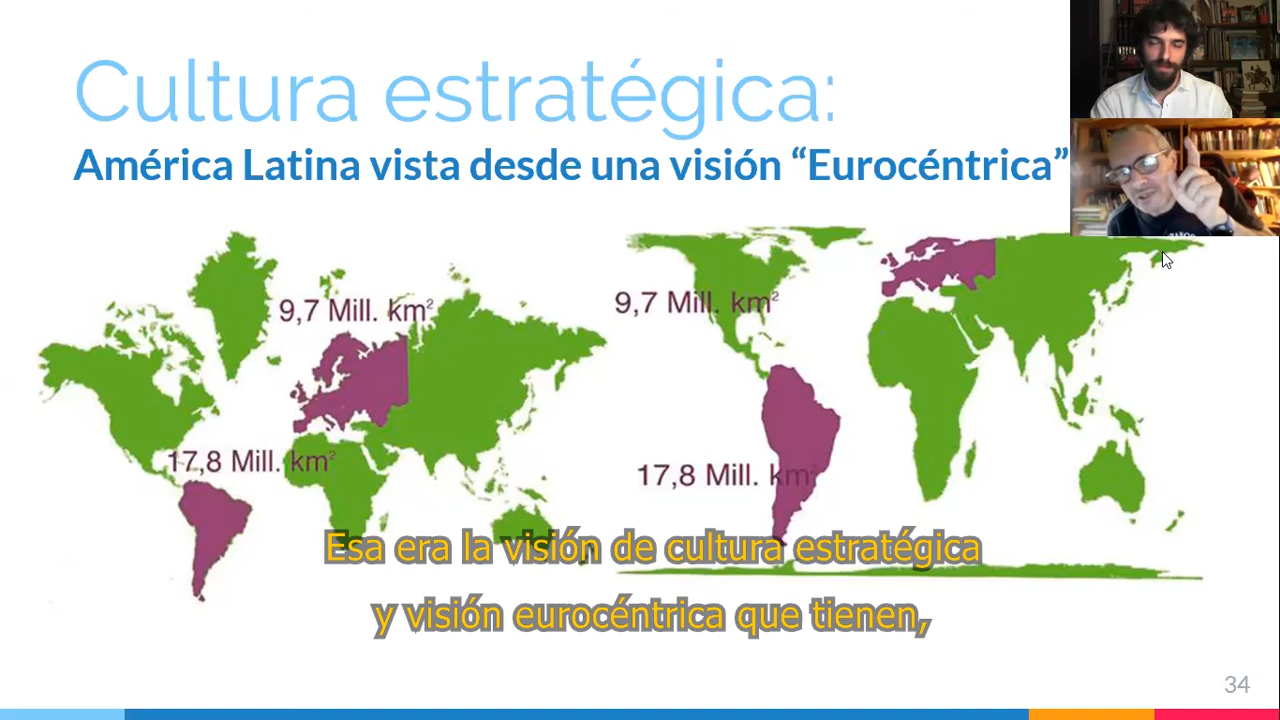 Cultura estratégica:
América Latina vista desde una visión “Eurocéntrica”
9,7 Mill. km²
17,8 Mill. km²
9,7 Mill. km²
17,8 Mill. km²
Esa era la visión de cultura estratégica
y visión eurocéntrica que tienen,
34